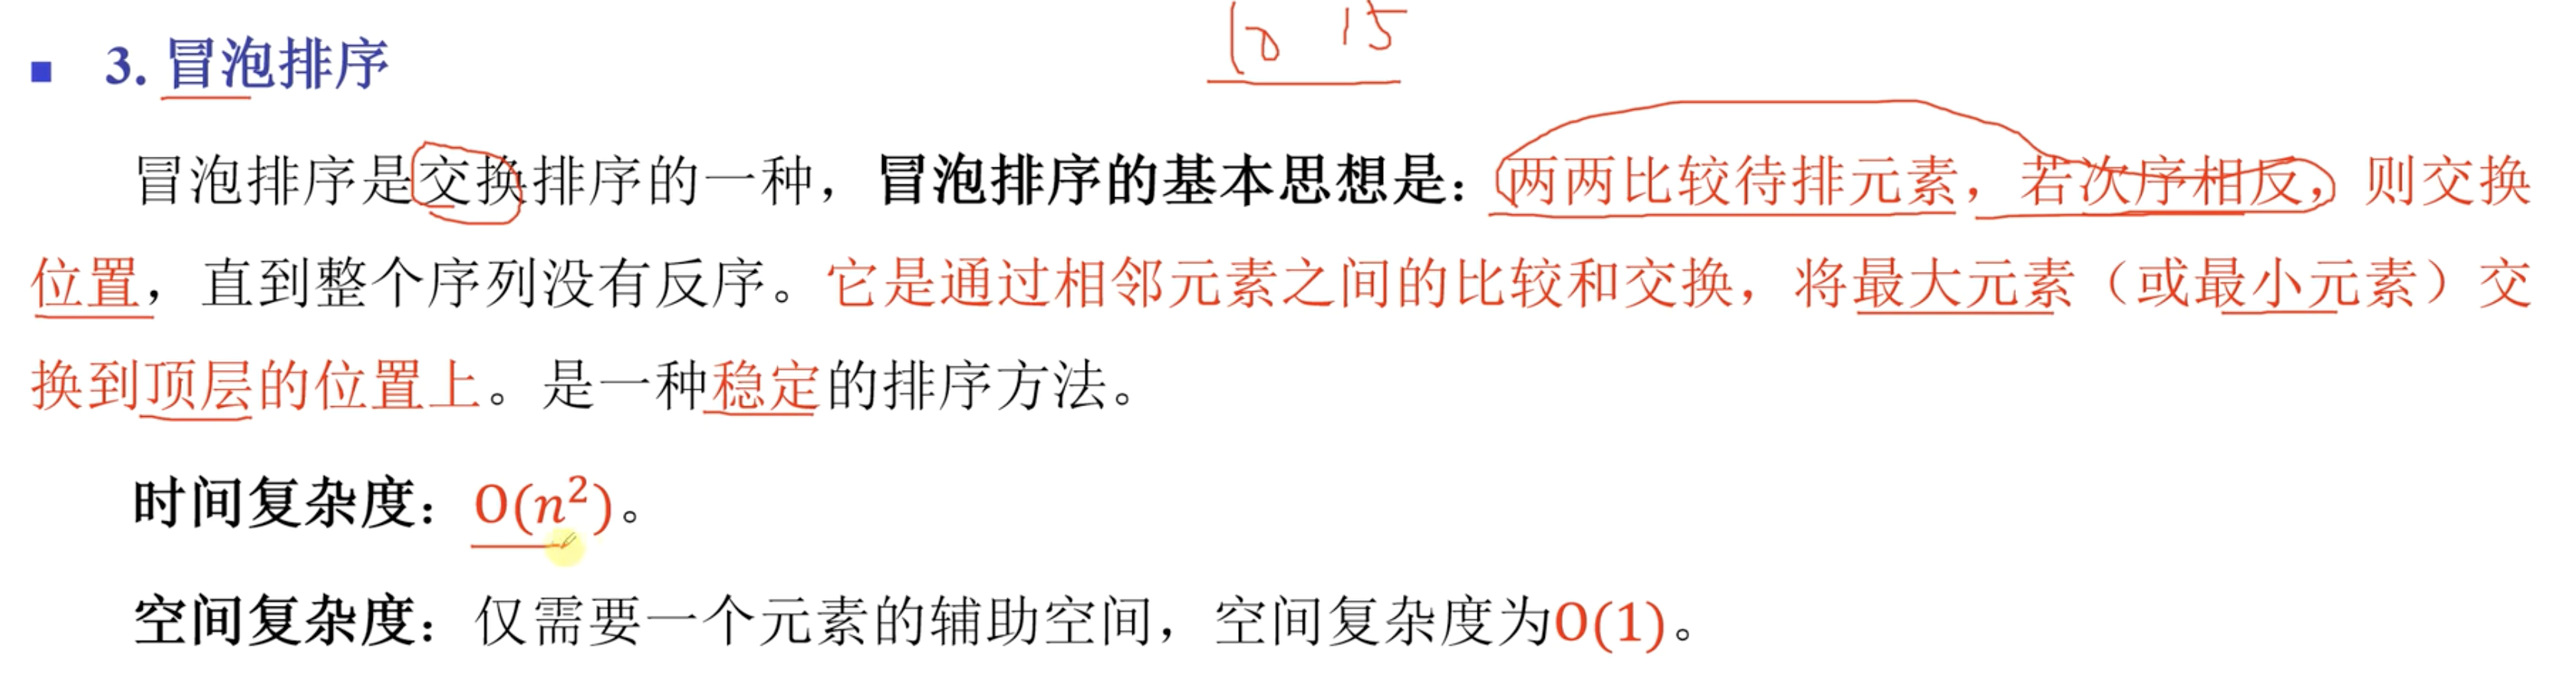 10 15
■ 3. 冒泡排序
冒泡排序是交换排序的一种，冒泡排序的基本思想是：两两比较待排元素，若次序相反，则交换
位置，直到整个序列没有反序。它是通过相邻元素之间的比较和交换，将最大元素（或最小元素）交
换到顶层的位置上。是一种稳定的排序方法。
时间复杂度：O(n²)。
空间复杂度：仅需要一个元素的辅助空间，空间复杂度为O(1)。